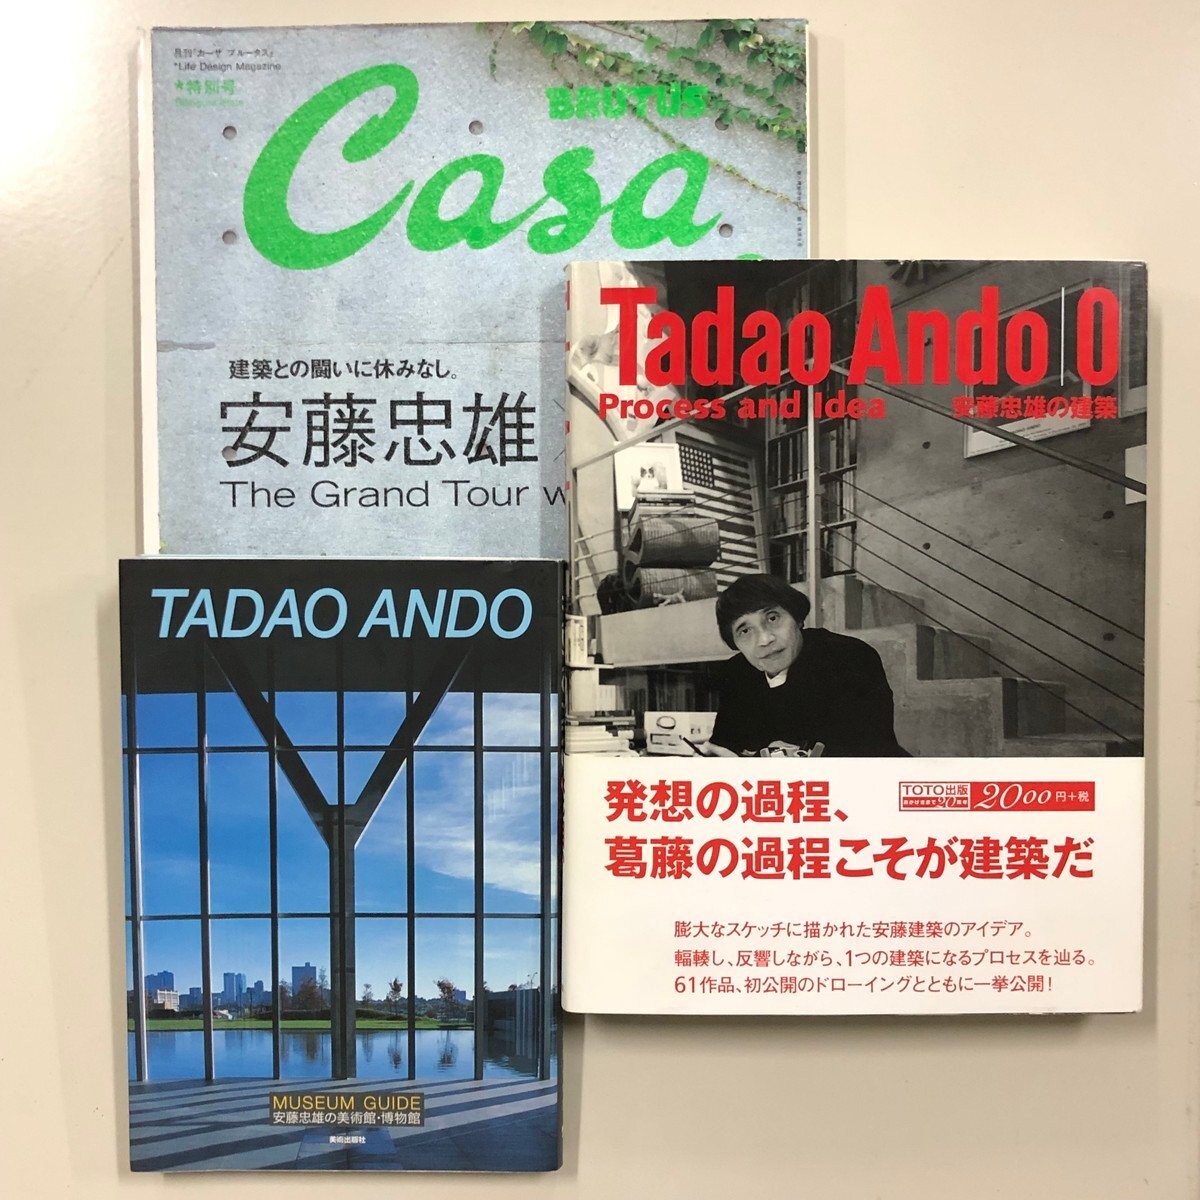 月刊『カーサ ブルータス』
*Life Design Magazine
*特別号
BRUTUS
Casa
建築との闘いに休みなし。
安藤忠雄
The Grand Tour
Tadao Ando|0
Process and Idea 安藤忠雄の建築
発想の過程、
葛藤の過程こそが建築だ
TOTO出版
2000円+税
膨大なスケッチに描かれた安藤建築のアイデア。
輻輳し、反響しながら、1つの建築になるプロセスを辿る。
61作品、初公開のドローイングとともに一挙公開!
TADAO ANDO
MUSEUM GUIDE
安藤忠雄の美術館・博物館
美術出版社